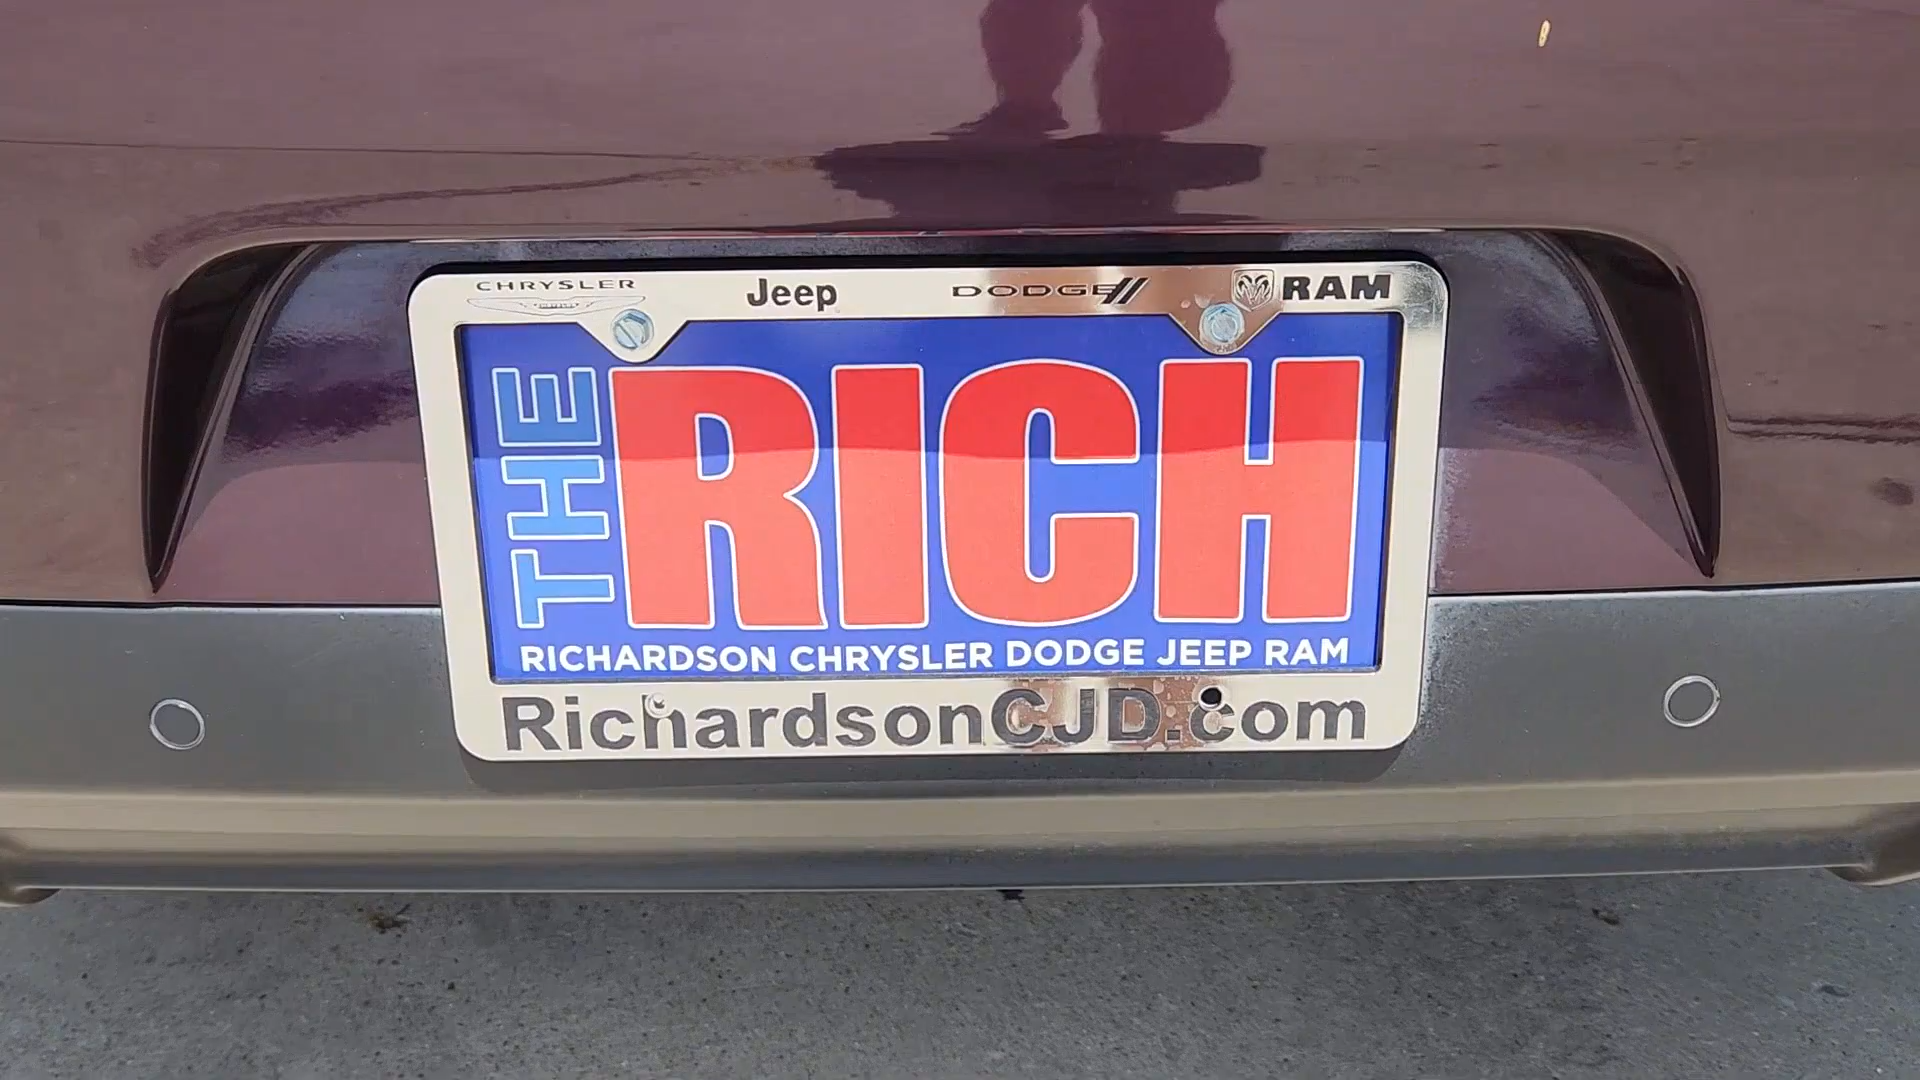 CHRYSLER Jeep DODGE RAM
THE RICH
RICHARDSON CHRYSLER DODGE JEEP RAM
RichardsonCJD.com